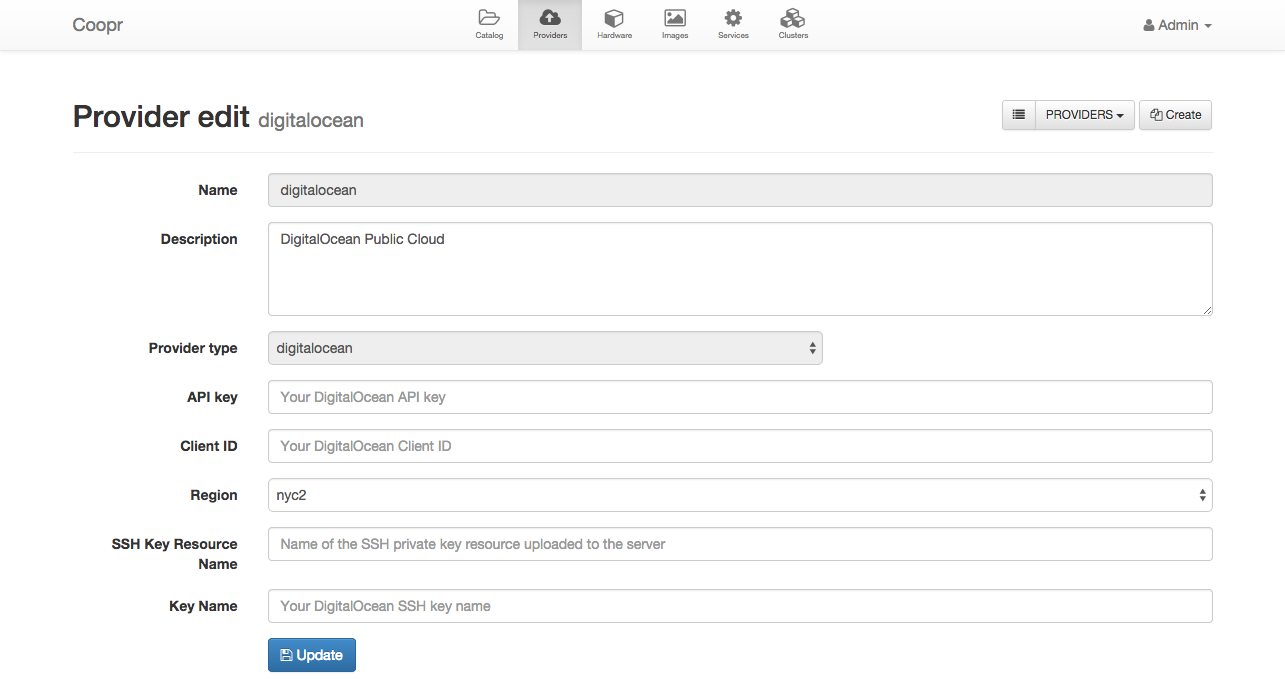 Coopr
Catalog
Providers
Hardware
Images
Services
Clusters
Admin
Provider edit digitalocean
PROVIDERS
Create
Name
digitalocean
Description
DigitalOcean Public Cloud
Provider type
digitalocean
API key
Your DigitalOcean API key
Client ID
Your DigitalOcean Client ID
Region
nyc2
SSH Key Resource
Name
Name of the SSH private key resource uploaded to the server
Key Name
Your DigitalOcean SSH key name
Update